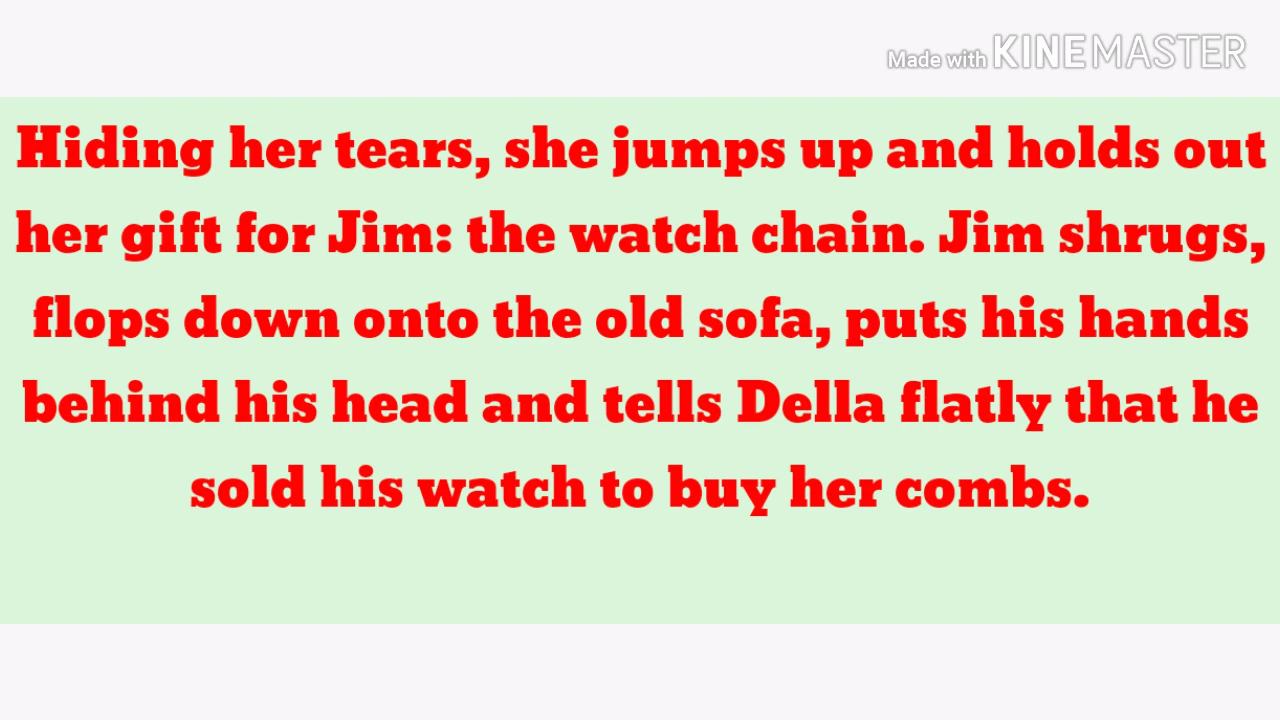 Made with KINEMASTER
Hiding her tears, she jumps up and holds out
her gift for Jim: the watch chain. Jim shrugs,
flops down onto the old sofa, puts his hands
behind his head and tells Della flatly that he
sold his watch to buy her combs.